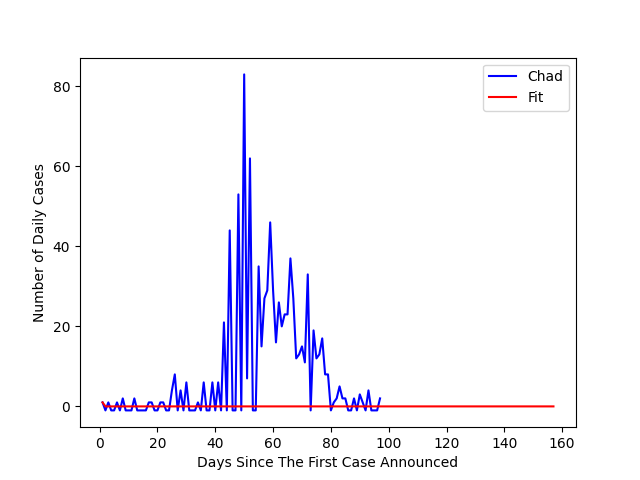 Chad
Fit
Number of Daily Cases
80
60
40
20
0
0 20 40 60 80 100 120 140 160
Days Since The First Case Announced